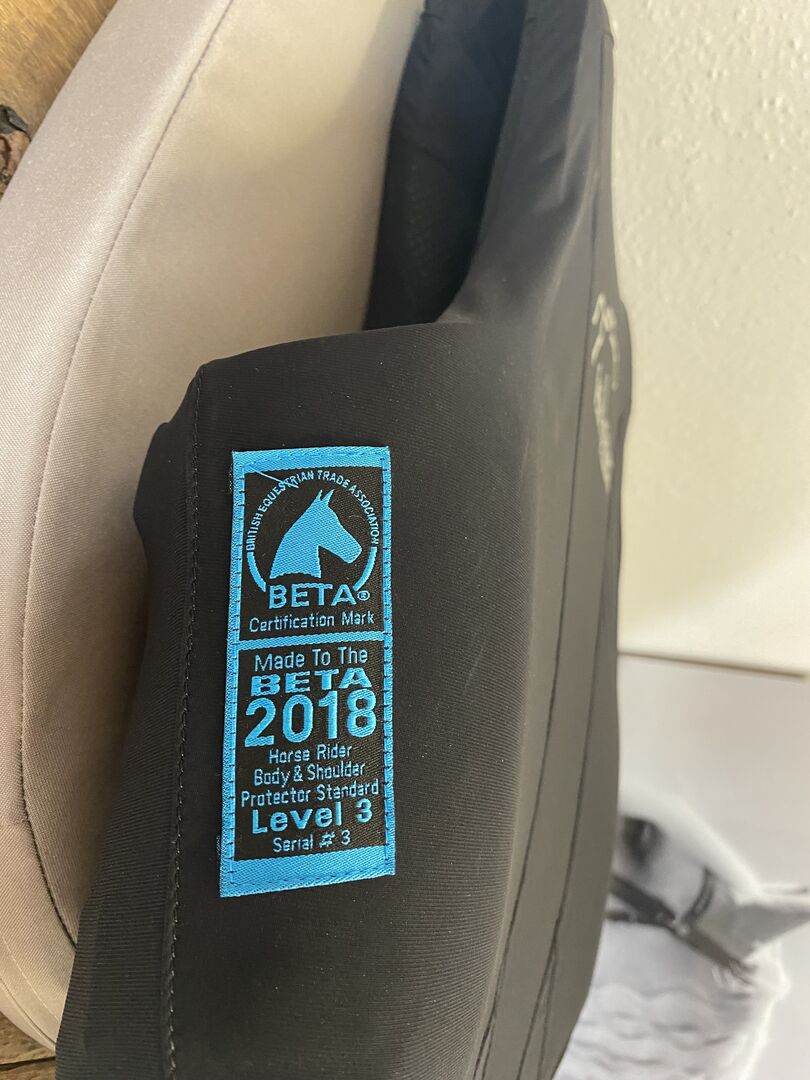 BRITISH EQUESTRIAN TRADE ASSOCIATION
BETA®
Certification Mark
Made To The
BETA
2018
Horse Rider
Body & Shoulder
Protector Standard
Level 3
Serial # 3